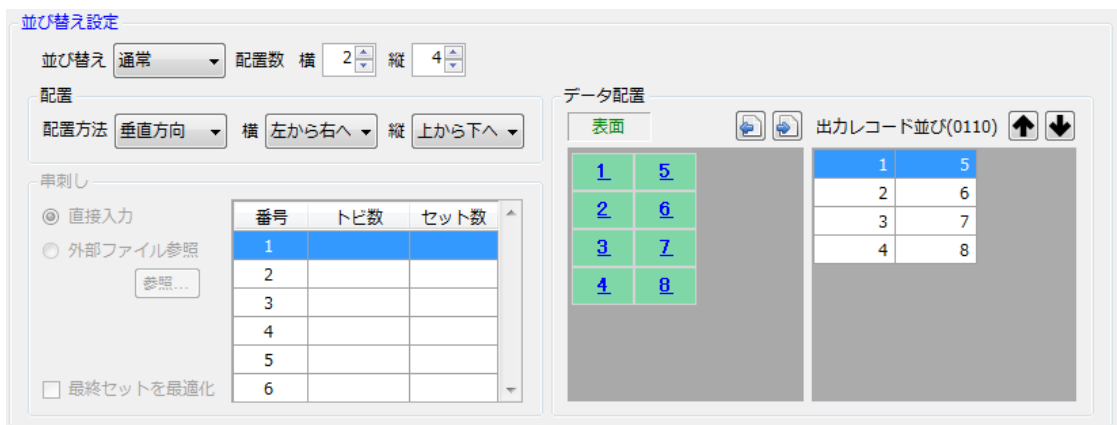 並び替え設定
並び替え 通常 配置数 横 2 縦 4
配置
配置方法 垂直方向 横 左から右へ 縦 上から下へ
串刺し
直接入力
外部ファイル参照
参照...
最終セットを最適化
番号 トビ数 セット数
1
2
3
4
5
6
データ配置
表面
1 5
2 6
3 7
4 8
出力レコード並び(0110)
1 5
2 6
3 7
4 8